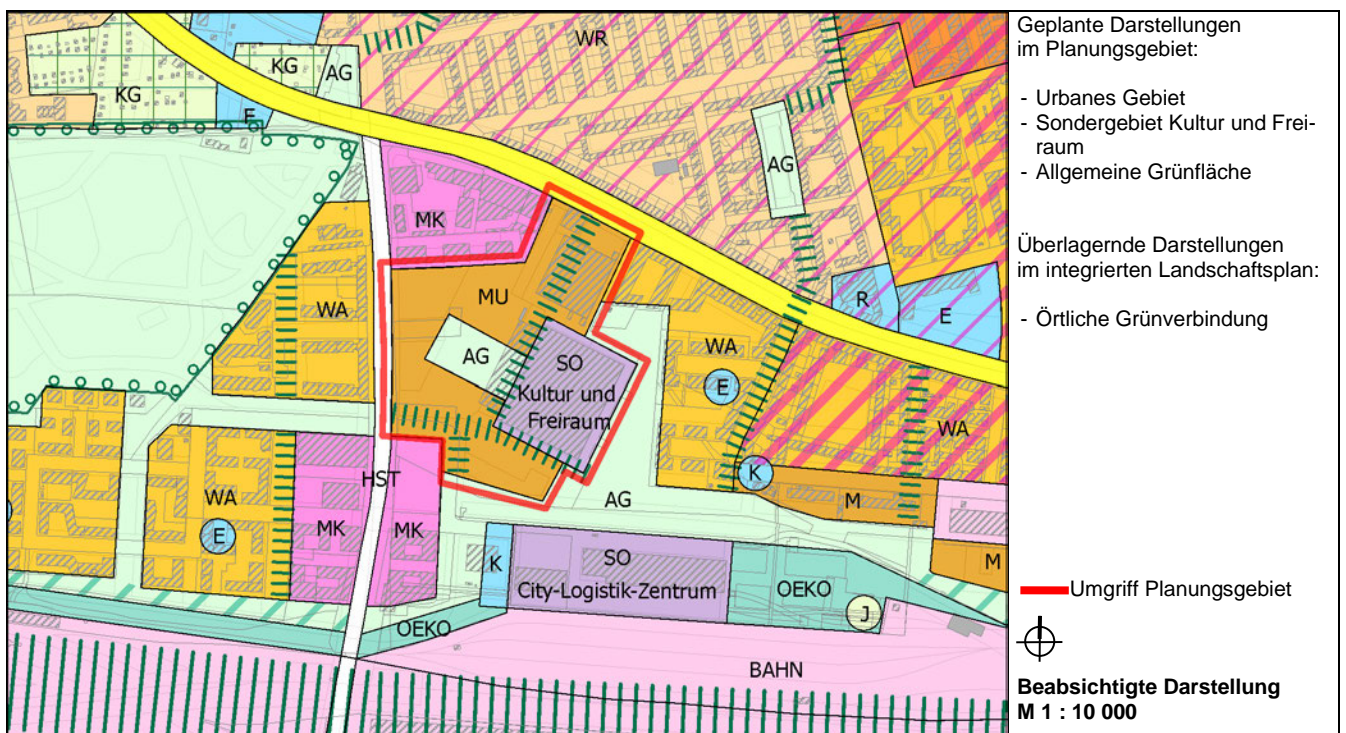 WR
KG
AG
KG
E
AG
MK
WA
MU
R
E
AG
SO
Kultur und
Freiraum
WA
E
WA
K
HST
WA
AG
M
MK
MK
E
K
SO
City-Logistik-Zentrum
OEKO
M
J
OEKO
BAHN
Geplante Darstellungen
im Planungsgebiet:
- Urbanes Gebiet
- Sondergebiet Kultur und Frei-
raum
- Allgemeine Grünfläche
Überlagernde Darstellungen
im integrierten Landschaftsplan:
- Örtliche Grünverbindung
Umgriff Planungsgebiet
Beabsichtigte Darstellung
M 1 : 10 000